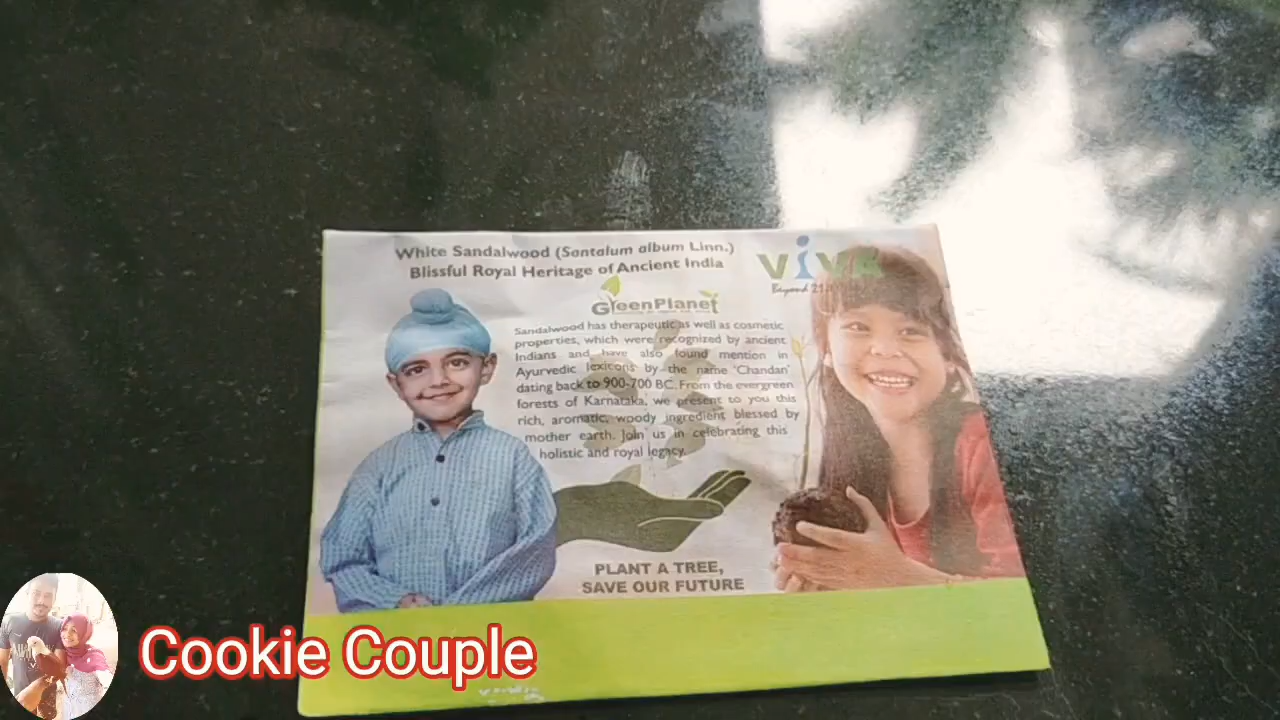 White Sandalwood (Santalum album Linn.)
Blissful Royal Heritage of Ancient India
VIVA
Beyond 21
GreenPlanet
Sandalwood has therapeutic as well as cosmetic
properties, which were recognized by ancient
Indians and have also found mention in
Ayurvedic lexicons by the name 'Chandan'
dating back to 900-700 BC. From the evergreen
forests of Karnataka, we present to you this
rich, aromatic, woody ingredient blessed by
mother earth. Join us in celebrating this
holistic and royal legacy.
PLANT A TREE,
SAVE OUR FUTURE
Cookie Couple